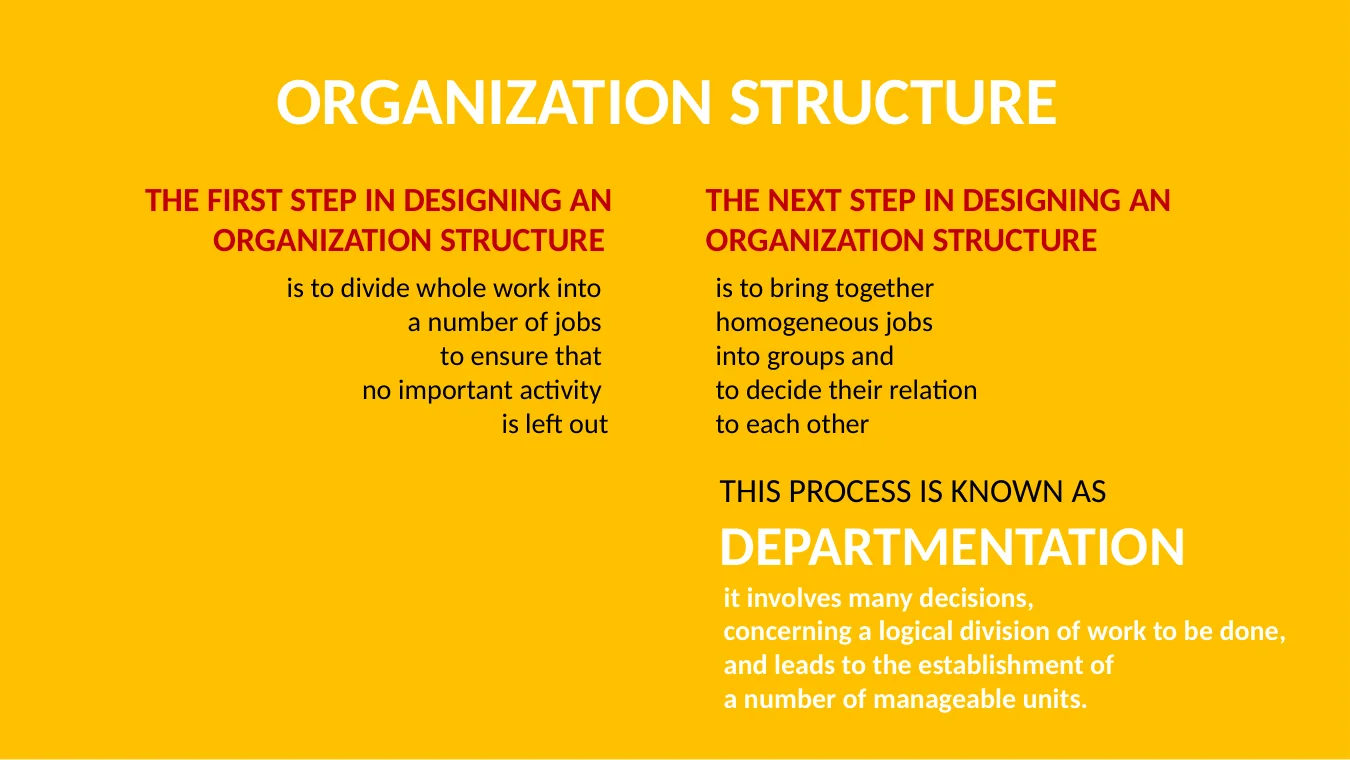 ORGANIZATION STRUCTURE
THE FIRST STEP IN DESIGNING AN
ORGANIZATION STRUCTURE
is to divide whole work into
a number of jobs
to ensure that
no important activity
is left out
THE NEXT STEP IN DESIGNING AN
ORGANIZATION STRUCTURE
is to bring together
homogeneous jobs
into groups and
to decide their relation
to each other
THIS PROCESS IS KNOWN AS
DEPARTMENTATION
it involves many decisions,
concerning a logical division of work to be done,
and leads to the establishment of
a number of manageable units.